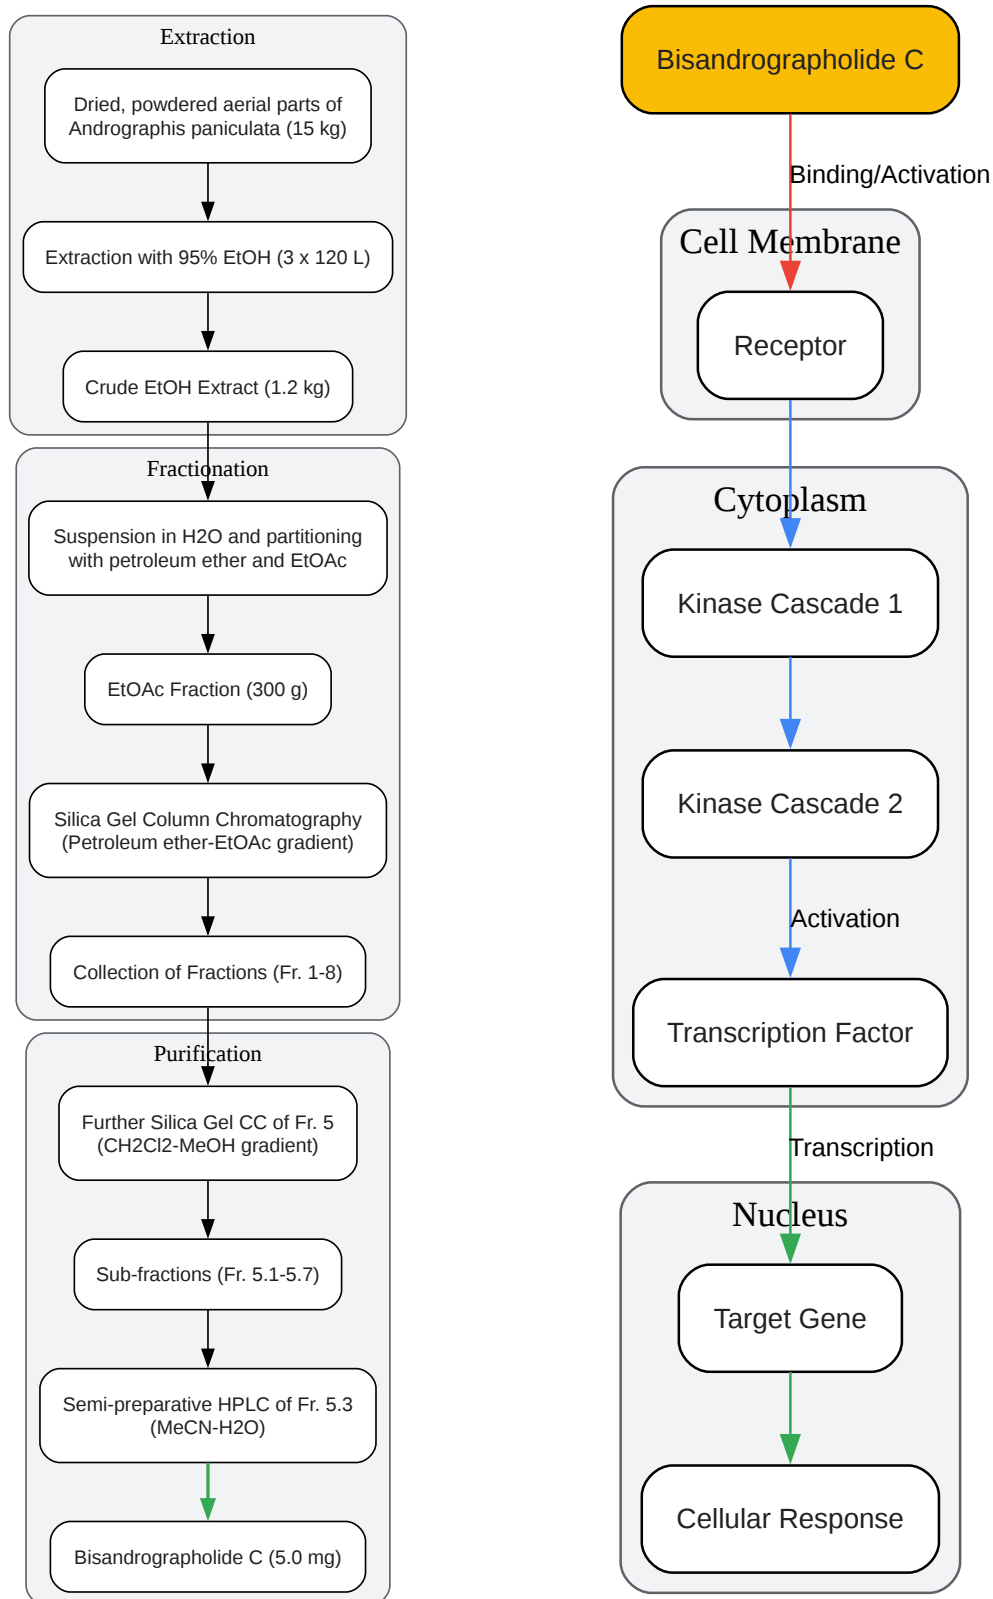 Extraction
Dried, powdered aerial parts of
Andrographis paniculata (15 kg)
Extraction with 95% EtOH (3 x 120 L)
Crude EtOH Extract (1.2 kg)
Fractionation
Suspension in H2O and partitioning
with petroleum ether and EtOAc
EtOAc Fraction (300 g)
Silica Gel Column Chromatography
(Petroleum ether-EtOAc gradient)
Collection of Fractions (Fr. 1-8)
Purification
Further Silica Gel CC of Fr. 5
(CH2Cl2-MeOH gradient)
Sub-fractions (Fr. 5.1-5.7)
Semi-preparative HPLC of Fr. 5.3
(MeCN-H2O)
Bisandrographolide C (5.0 mg)
Bisandrographolide C
Binding/Activation
Cell Membrane
Receptor
Cytoplasm
Kinase Cascade 1
Kinase Cascade 2
Activation
Transcription Factor
Transcription
Nucleus
Target Gene
Cellular Response